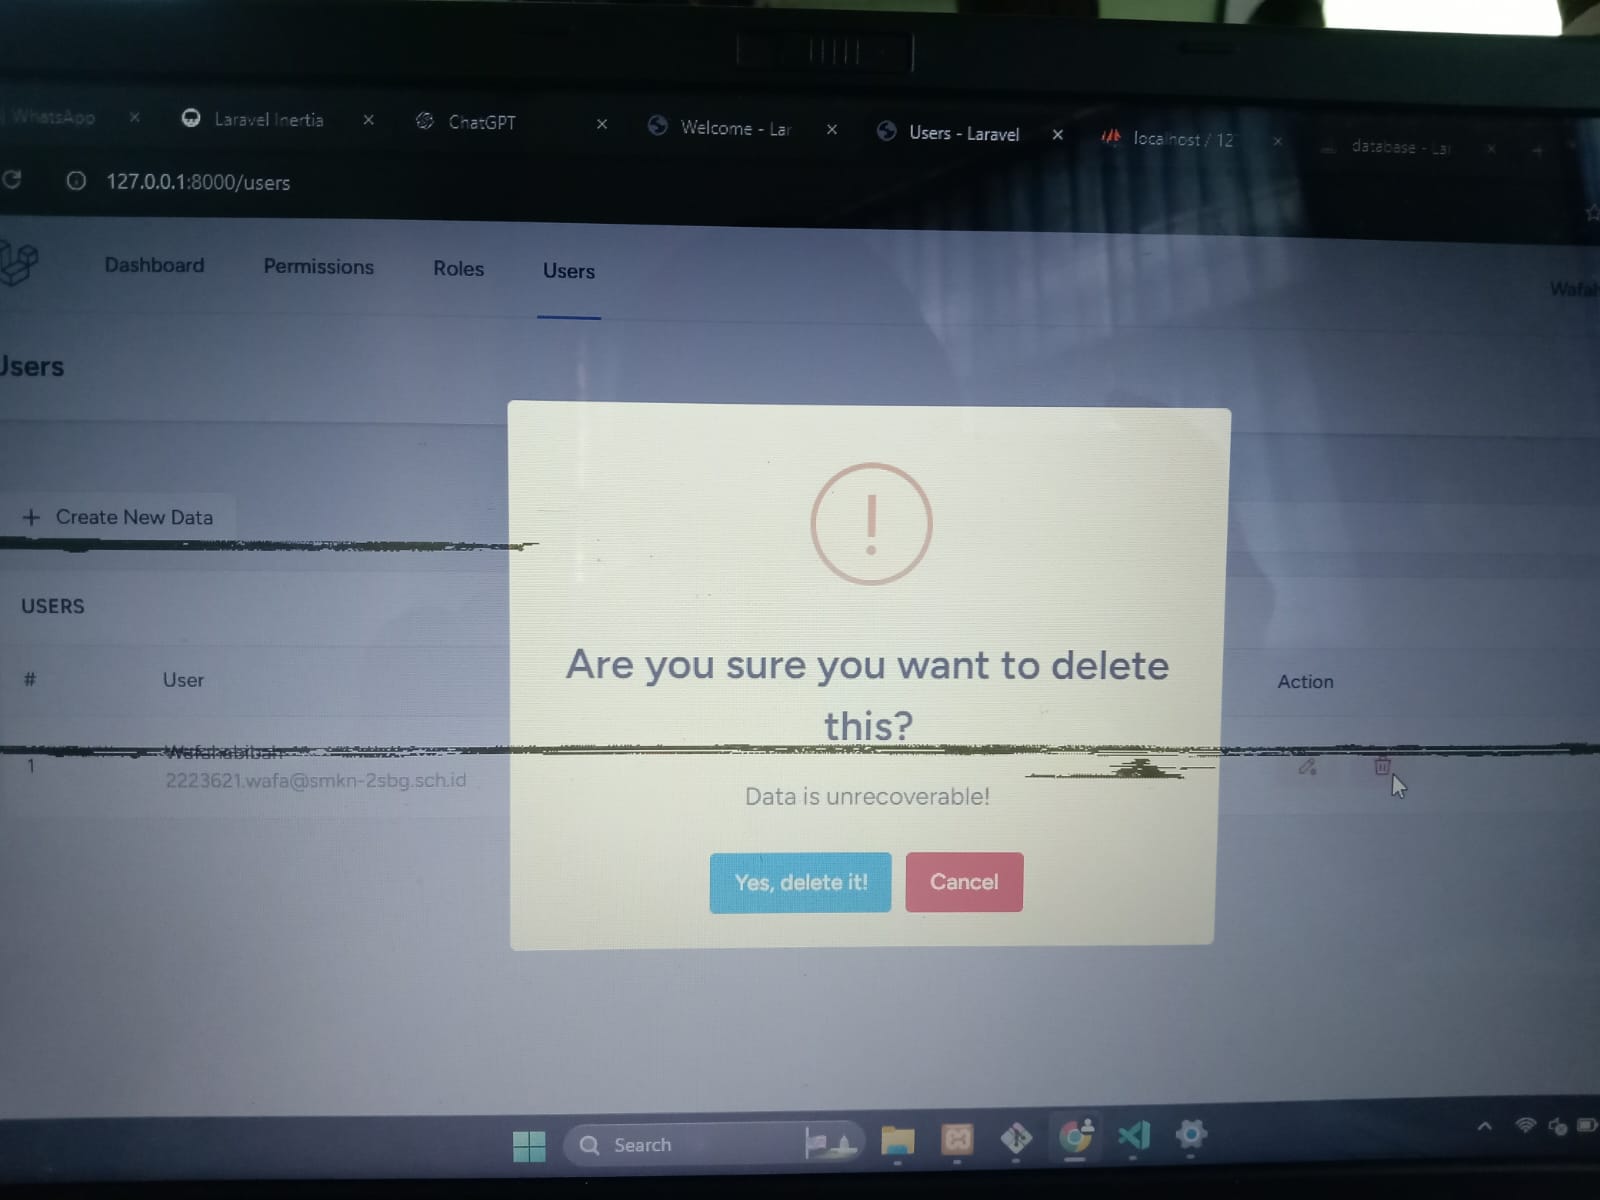 WhatsApp
Laravel Inertia
ChatGPT
Welcome - Lar
Users - Laravel
localhost / 12
database - Lar
127.0.0.1:8000/users
Dashboard
Permissions
Roles
Users
Wafah
Users
+ Create New Data
USERS
#
User
Action
1
Wafahabibah
2223621.wafa@smkn-2sbg.sch.id
!
Are you sure you want to delete
this?
Data is unrecoverable!
Yes, delete it!
Cancel
Search